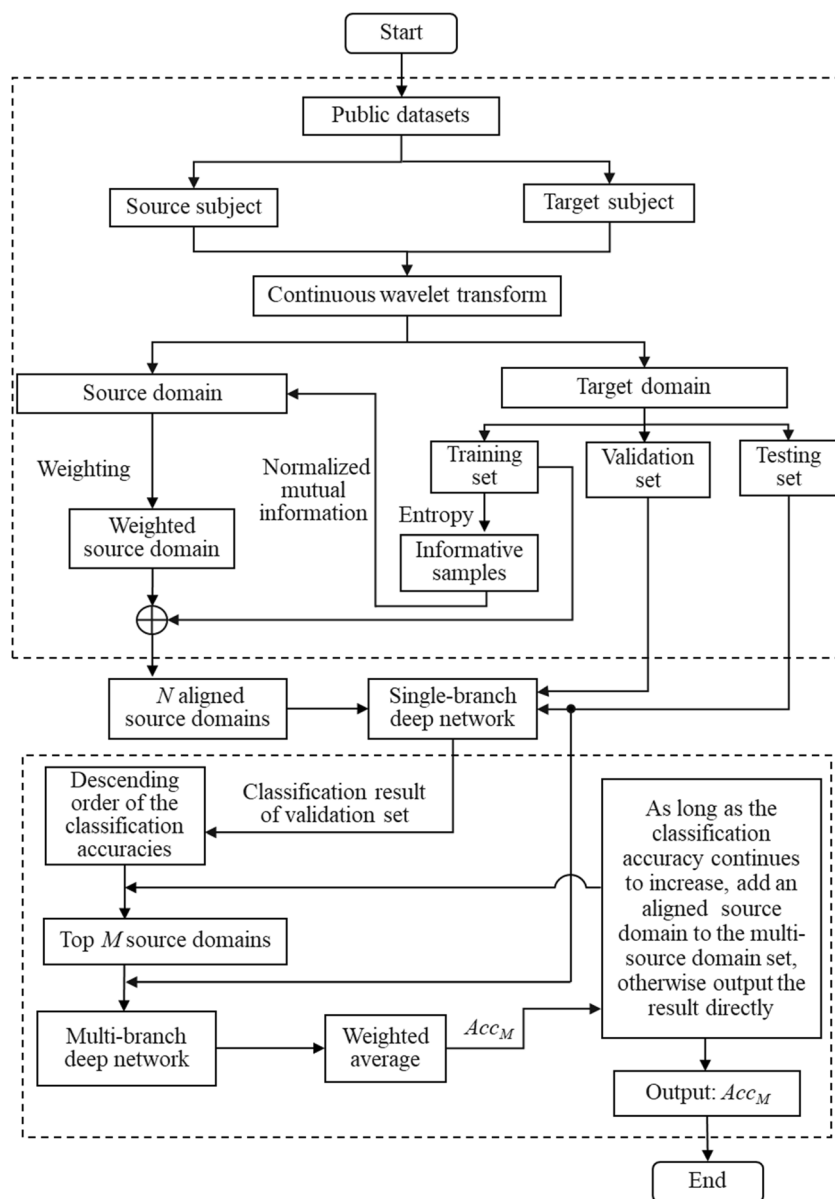 Start
Public datasets
Source subject
Target subject
Continuous wavelet transform
Source domain
Target domain
Weighting
Normalized
mutual
information
Training
set
Validation
set
Testing
set
Entropy
Weighted
source domain
Informative
samples
N aligned
source domains
Single-branch
deep network
Descending
order of the
classification
accuracies
Classification result
of validation set
As long as the
classification
accuracy continues
to increase, add an
aligned source
domain to the multi-
source domain set,
otherwise output the
result directly
Top M source domains
Multi-branch
deep network
Weighted
average
Acc_M
Output: Acc_M
End